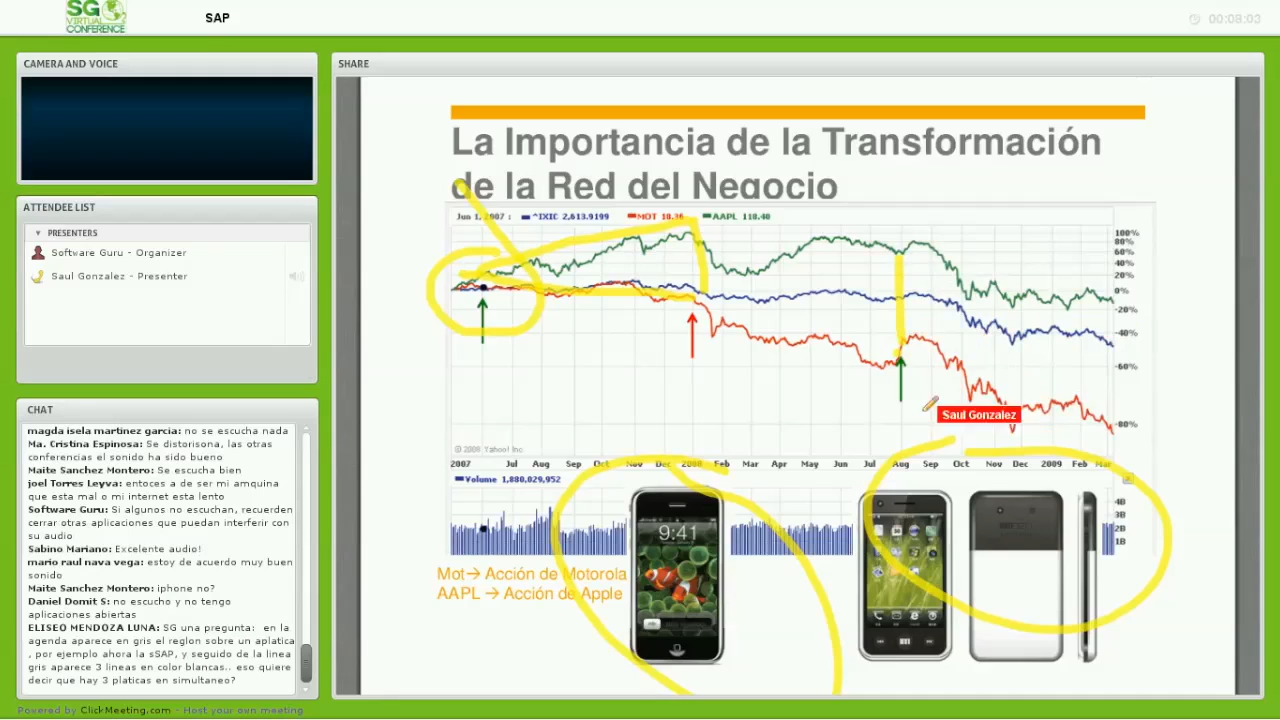 SG
VIRTUAL
CONFERENCE
SAP
00:08:03
CAMERA AND VOICE
ATTENDEE LIST
PRESENTERS
Software Guru - Organizer
Saul Gonzalez - Presenter
CHAT
magda isela martinez garcia: no se escucha nada
Ma. Cristina Espinosa: Se distorisona, las otras
conferencias el sonido ha sido bueno
Maite Sanchez Montero: Se escucha bien
joel Torres Leyva: entoces a de ser mi amquina
que esta mal o mi internet esta lento
Software Guru: Si algunos no escuchan, recuerden
cerrar otras aplicaciones que puedan interferir con
su audio
Sabino Mariano: Excelente audio!
mario raul nava vega: estoy de acuerdo muy buen
sonido
Maite Sanchez Montero: iphone no?
Daniel Domit S: no escucho y no tengo
aplicaciones abiertas
ELISEO MENDOZA LUNA: SG una pregunta:  en la
agenda aparece en gris el reglon sobre un aplatica
, por ejemplo ahora la sSAP, y seguido de la linea
gris aparece 3 lineas en color blancas.. eso quiere
decir que hay 3 platicas en simultaneo?
Powered by ClickMeeting.com - Host your own meeting
SHARE
La Importancia de la Transformación
de la Red del Negocio
Jun 1, 2007 : ^IXIC 2,613.9199 MOT 18.36 AAPL 118.40
100%
80%
60%
40%
20%
0%
-20%
-40%
-60%
-80%
Saul Gonzalez
© 2009 Yahoo! Inc.
2007 Jul Aug Sep Oct Nov Dec 2008 Feb Mar Apr May Jun Jul Aug Sep Oct Nov Dec 2009 Feb Mar
Volume 1,880,029,952
4B
3B
2B
1B
9:41
Mot→ Acción de Motorola
AAPL → Acción de Apple